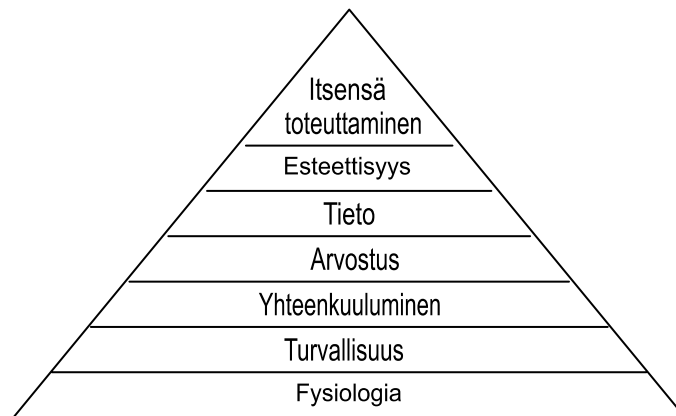 Itsensä
toteuttaminen
Esteettisyys
Tieto
Arvostus
Yhteenkuuluminen
Turvallisuus
Fysiologia